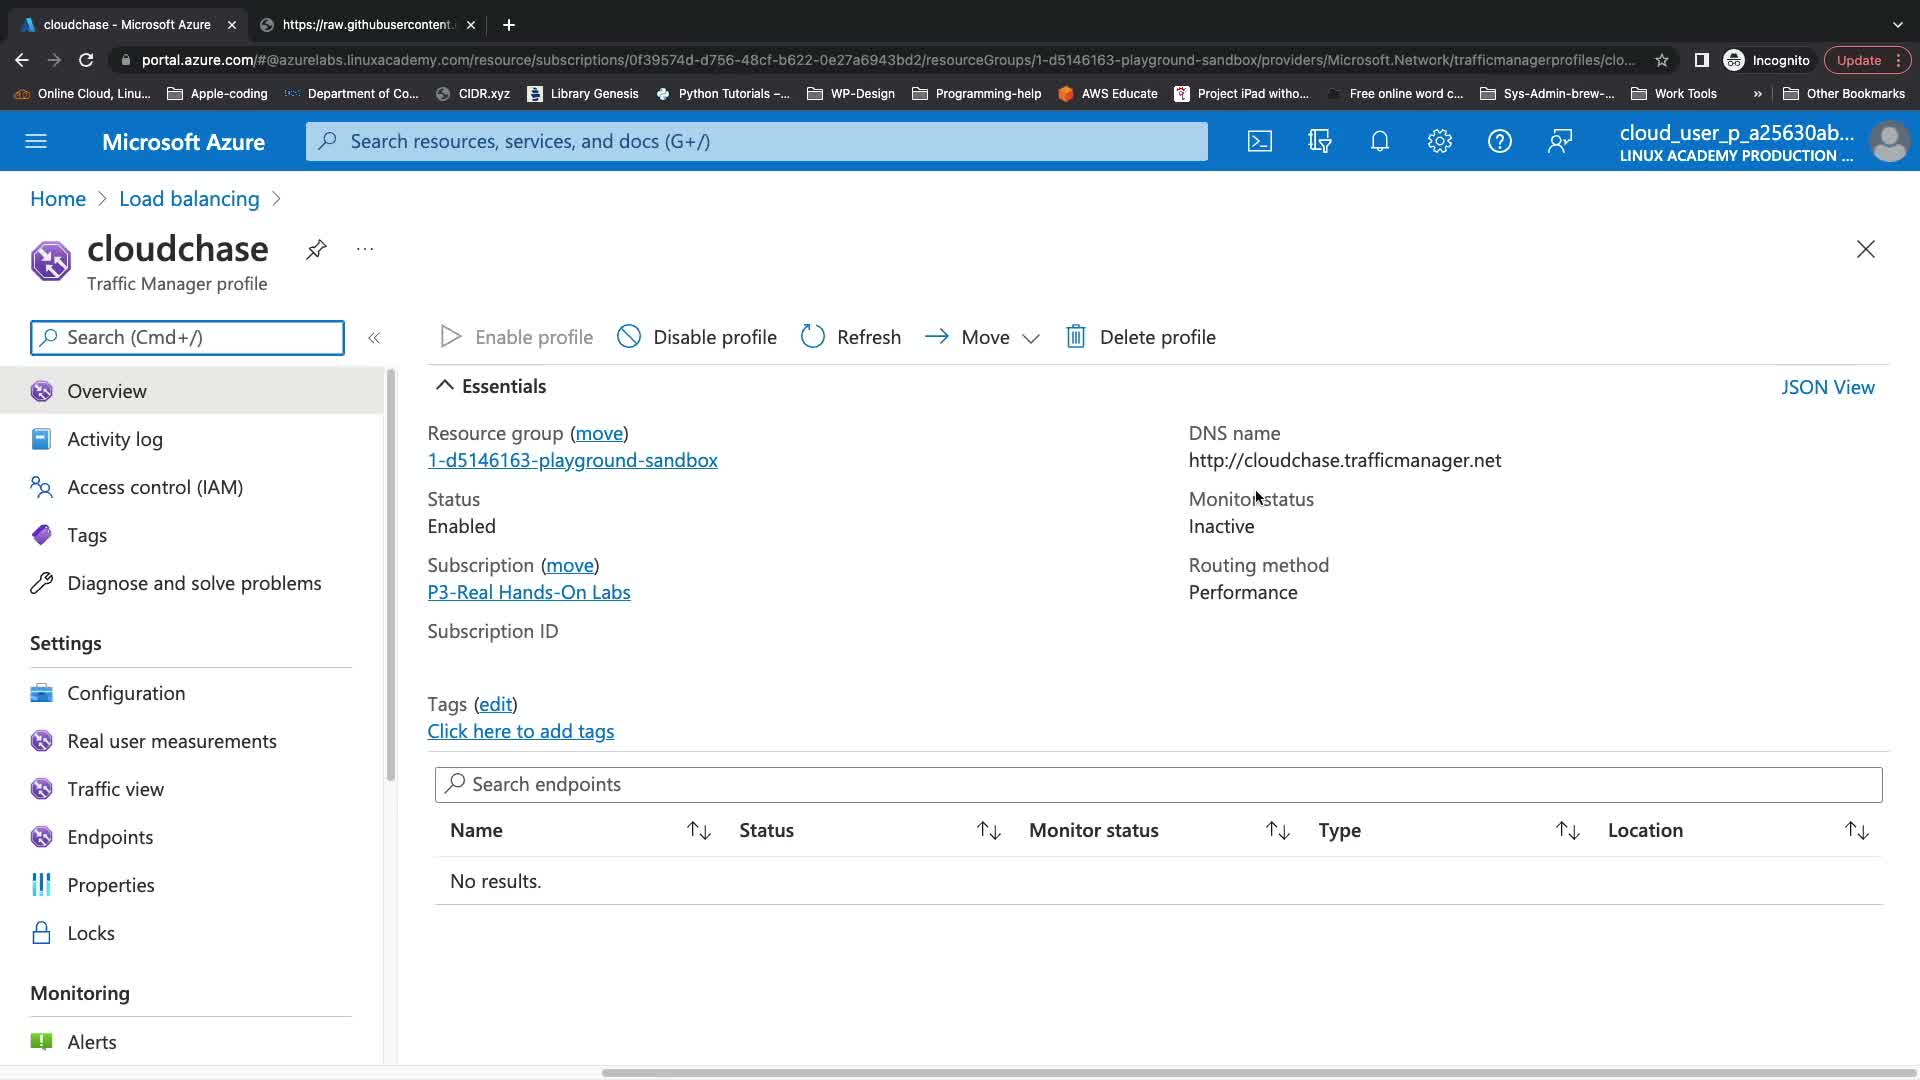 cloudchase - Microsoft Azure
https://raw.githubusercontent.
portal.azure.com/#@azurelabs.linuxacademy.com/resource/subscriptions/0f39574d-d756-48cf-b622-0e27a6943bd2/resourceGroups/1-d5146163-playground-sandbox/providers/Microsoft.Network/trafficmanagerprofiles/clo...
Incognito
Update
Online Cloud, Linu...
Apple-coding
Department of Co...
CIDR.xyz
Library Genesis
Python Tutorials –...
WP-Design
Programming-help
AWS Educate
Project iPad witho...
Free online word c...
Sys-Admin-brew-...
Work Tools
»
Other Bookmarks
Microsoft Azure
Search resources, services, and docs (G+/)
cloud_user_p_a25630ab...
LINUX ACADEMY PRODUCTION ...
Home > Load balancing >
cloudchase
...
Traffic Manager profile
Search (Cmd+/)
«
Enable profile
Disable profile
Refresh
Move
Delete profile
Overview
Activity log
Access control (IAM)
Tags
Diagnose and solve problems
Settings
Configuration
Real user measurements
Traffic view
Endpoints
Properties
Locks
Monitoring
Alerts
Essentials
JSON View
Resource group (move)
1-d5146163-playground-sandbox
Status
Enabled
Subscription (move)
P3-Real Hands-On Labs
Subscription ID
DNS name
http://cloudchase.trafficmanager.net
Monitor status
Inactive
Routing method
Performance
Tags (edit)
Click here to add tags
Search endpoints
Name
Status
Monitor status
Type
Location
No results.